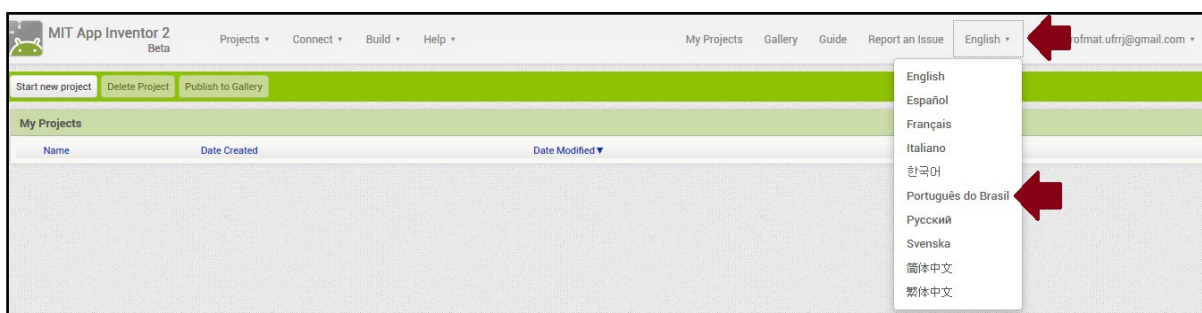 MIT App Inventor 2
Beta
Projects Connect Build Help My Projects Gallery Guide Report an Issue English rofmat.ufrrj@gmail.com
Start new project Delete Project Publish to Gallery
My Projects
Name Date Created Date Modified▼
English
Español
Français
Italiano
한국어
Português do Brasil
Русский
Svenska
简体中文
繁体中文